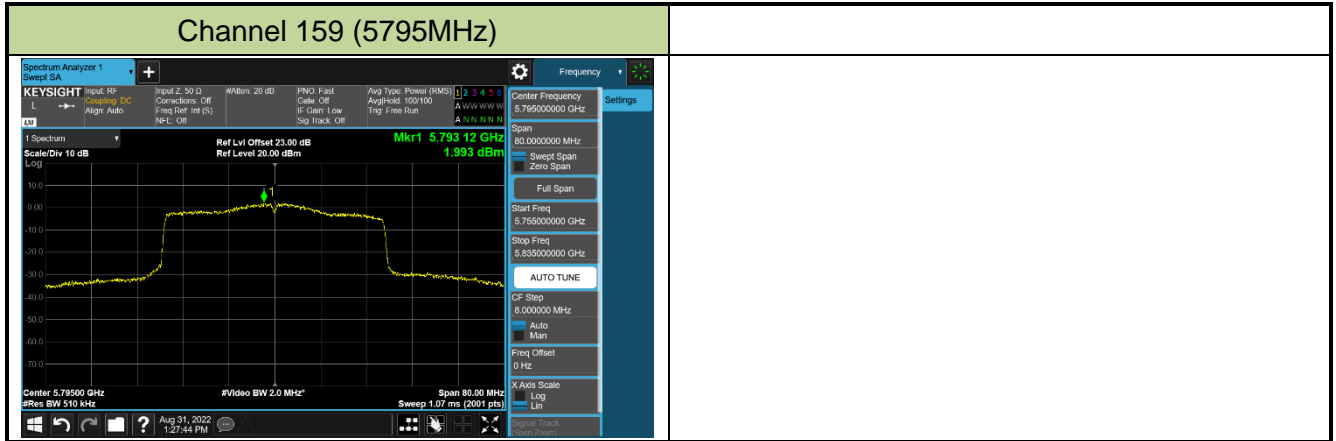 Channel 159 (5795MHz)
Spectrum Analyzer 1
Swept SA
+
Frequency
KEYSIGHT
L
LXI
Input: RF
Coupling: DC
Align: Auto
Input Z: 50 Ω
Corrections: Off
Freq Ref: Int (S)
NFE: Off
#Atten: 20 dB
PNO: Fast
Gate: Off
IF Gain: Low
Sig Track: Off
Avg Type: Power (RMS)
Avg|Hold: 100/100
Trig: Free Run
1 2 3 4 5 6
A W W W W W
A N N N N N
1 Spectrum
Scale/Div 10 dB
Log
Ref Lvl Offset 23.00 dB
Ref Level 20.00 dBm
Mkr1 5.793 12 GHz
1.993 dBm
10.0
0.00
-10.0
-20.0
-30.0
-40.0
-50.0
-60.0
-70.0
1
Center 5.79500 GHz
#Res BW 510 kHz
#Video BW 2.0 MHz*
Span 80.00 MHz
Sweep 1.07 ms (2001 pts)
Center Frequency
5.795000000 GHz
Settings
Span
80.0000000 MHz
Swept Span
Zero Span
Full Span
Start Freq
5.755000000 GHz
Stop Freq
5.835000000 GHz
AUTO TUNE
CF Step
8.000000 MHz
Auto
Man
Freq Offset
0 Hz
X Axis Scale
Log
Lin
Signal Track
(Span Zoom)
?
Aug 31, 2022
1:27:44 PM